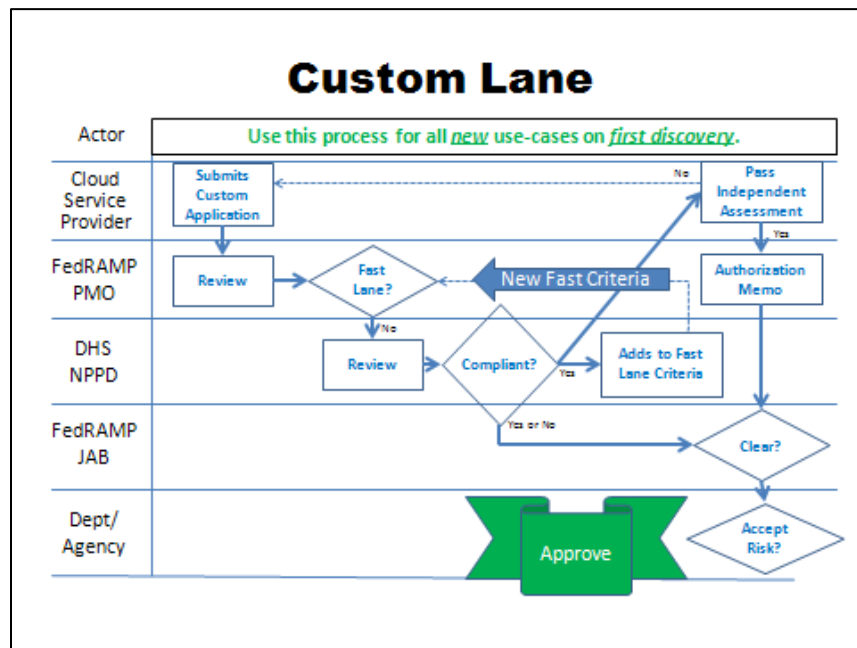 Custom Lane
Actor
Use this process for all new use-cases on first discovery.
Cloud
Service
Provider
Submits
Custom
Application
No
Pass
Independent
Assessment
Yes
FedRAMP
PMO
Review
Fast
Lane?
New Fast Criteria
Authorization
Memo
No
DHS
NPPD
Review
Compliant?
Yes
Adds to Fast
Lane Criteria
FedRAMP
JAB
Yes or No
Clear?
Dept/
Agency
Approve
Accept
Risk?